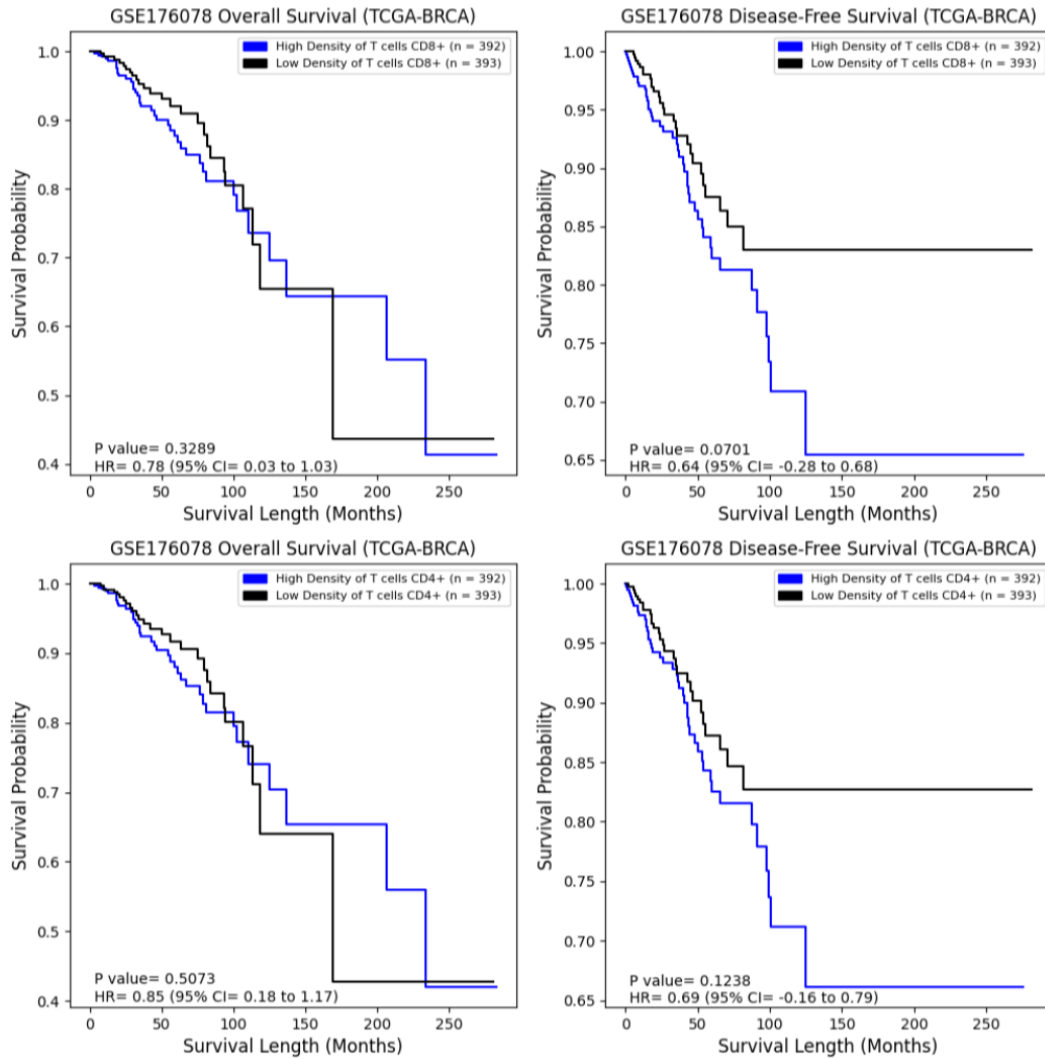 GSE176078 Overall Survival (TCGA-BRCA)
High Density of T cells CD8+ (n = 392)
Low Density of T cells CD8+ (n = 393)
1.0
0.9
0.8
0.7
0.6
0.5
0.4
Survival Probability
P value= 0.3289
HR= 0.78 (95% CI= 0.03 to 1.03)
0 50 100 150 200 250
Survival Length (Months)
GSE176078 Disease-Free Survival (TCGA-BRCA)
High Density of T cells CD8+ (n = 392)
Low Density of T cells CD8+ (n = 393)
1.00
0.95
0.90
0.85
0.80
0.75
0.70
0.65
Survival Probability
P value= 0.0701
HR= 0.64 (95% CI= -0.28 to 0.68)
0 50 100 150 200 250
Survival Length (Months)
GSE176078 Overall Survival (TCGA-BRCA)
High Density of T cells CD4+ (n = 392)
Low Density of T cells CD4+ (n = 393)
1.0
0.9
0.8
0.7
0.6
0.5
0.4
Survival Probability
P value= 0.5073
HR= 0.85 (95% CI= 0.18 to 1.17)
0 50 100 150 200 250
Survival Length (Months)
GSE176078 Disease-Free Survival (TCGA-BRCA)
High Density of T cells CD4+ (n = 392)
Low Density of T cells CD4+ (n = 393)
1.00
0.95
0.90
0.85
0.80
0.75
0.70
0.65
Survival Probability
P value= 0.1238
HR= 0.69 (95% CI= -0.16 to 0.79)
0 50 100 150 200 250
Survival Length (Months)